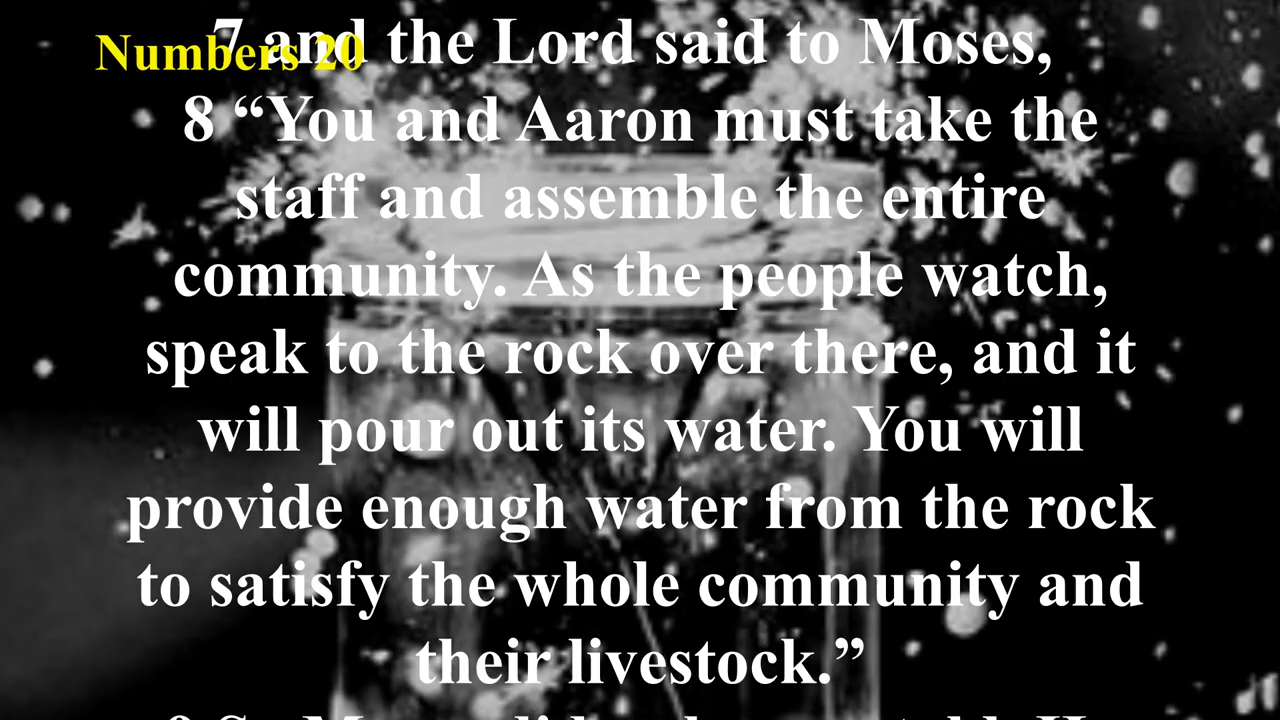 Numbers 20
7 and the Lord said to Moses,
8 “You and Aaron must take the
staff and assemble the entire
community. As the people watch,
speak to the rock over there, and it
will pour out its water. You will
provide enough water from the rock
to satisfy the whole community and
their livestock.”